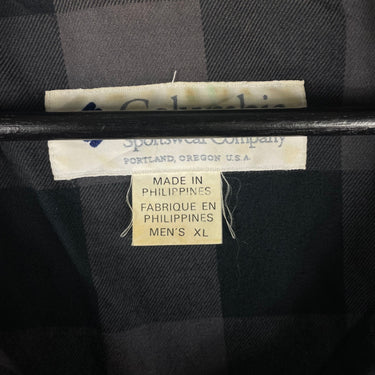 Columbia
Sportswear Company
PORTLAND, OREGON U.S.A.
MADE IN
PHILIPPINES
FABRIQUE EN
PHILIPPINES
MEN'S XL